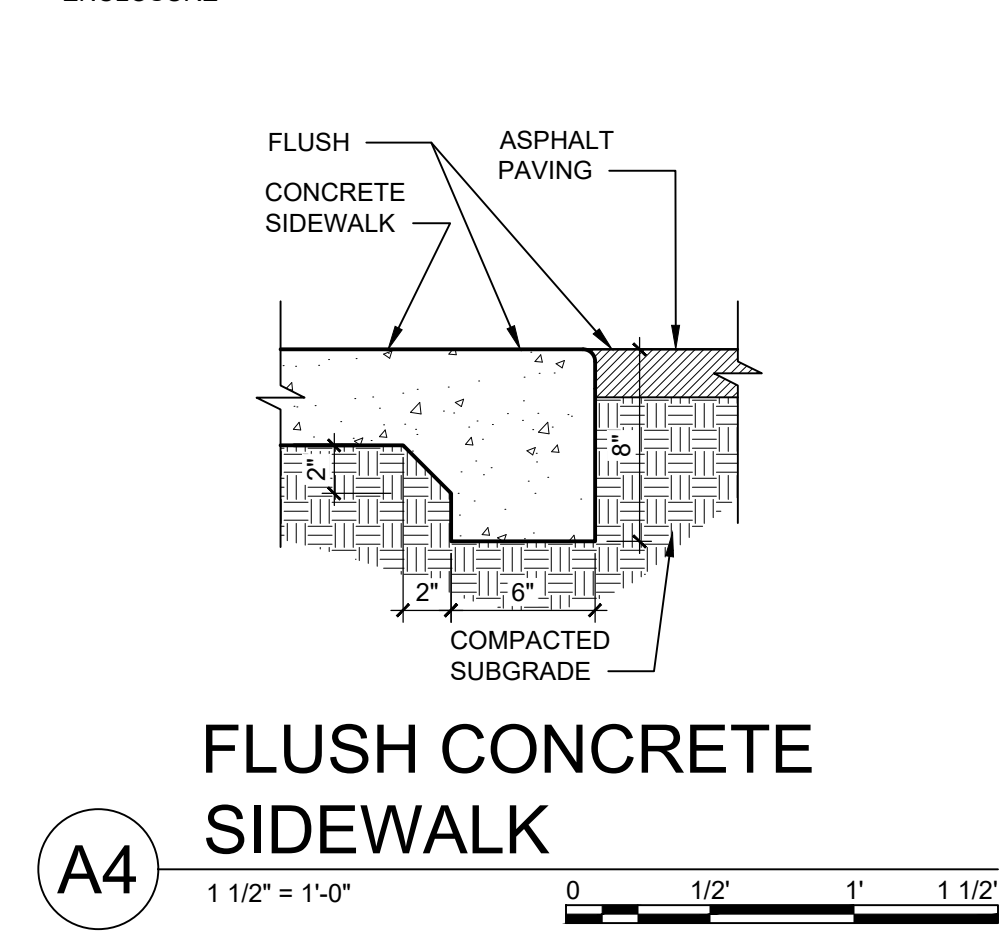 FLUSH
ASPHALT
PAVING
CONCRETE
SIDEWALK
8"
2"
2"
6"
COMPACTED
SUBGRADE
FLUSH CONCRETE
SIDEWALK
A4
1 1/2" = 1'-0"
0 1/2' 1' 1 1/2'